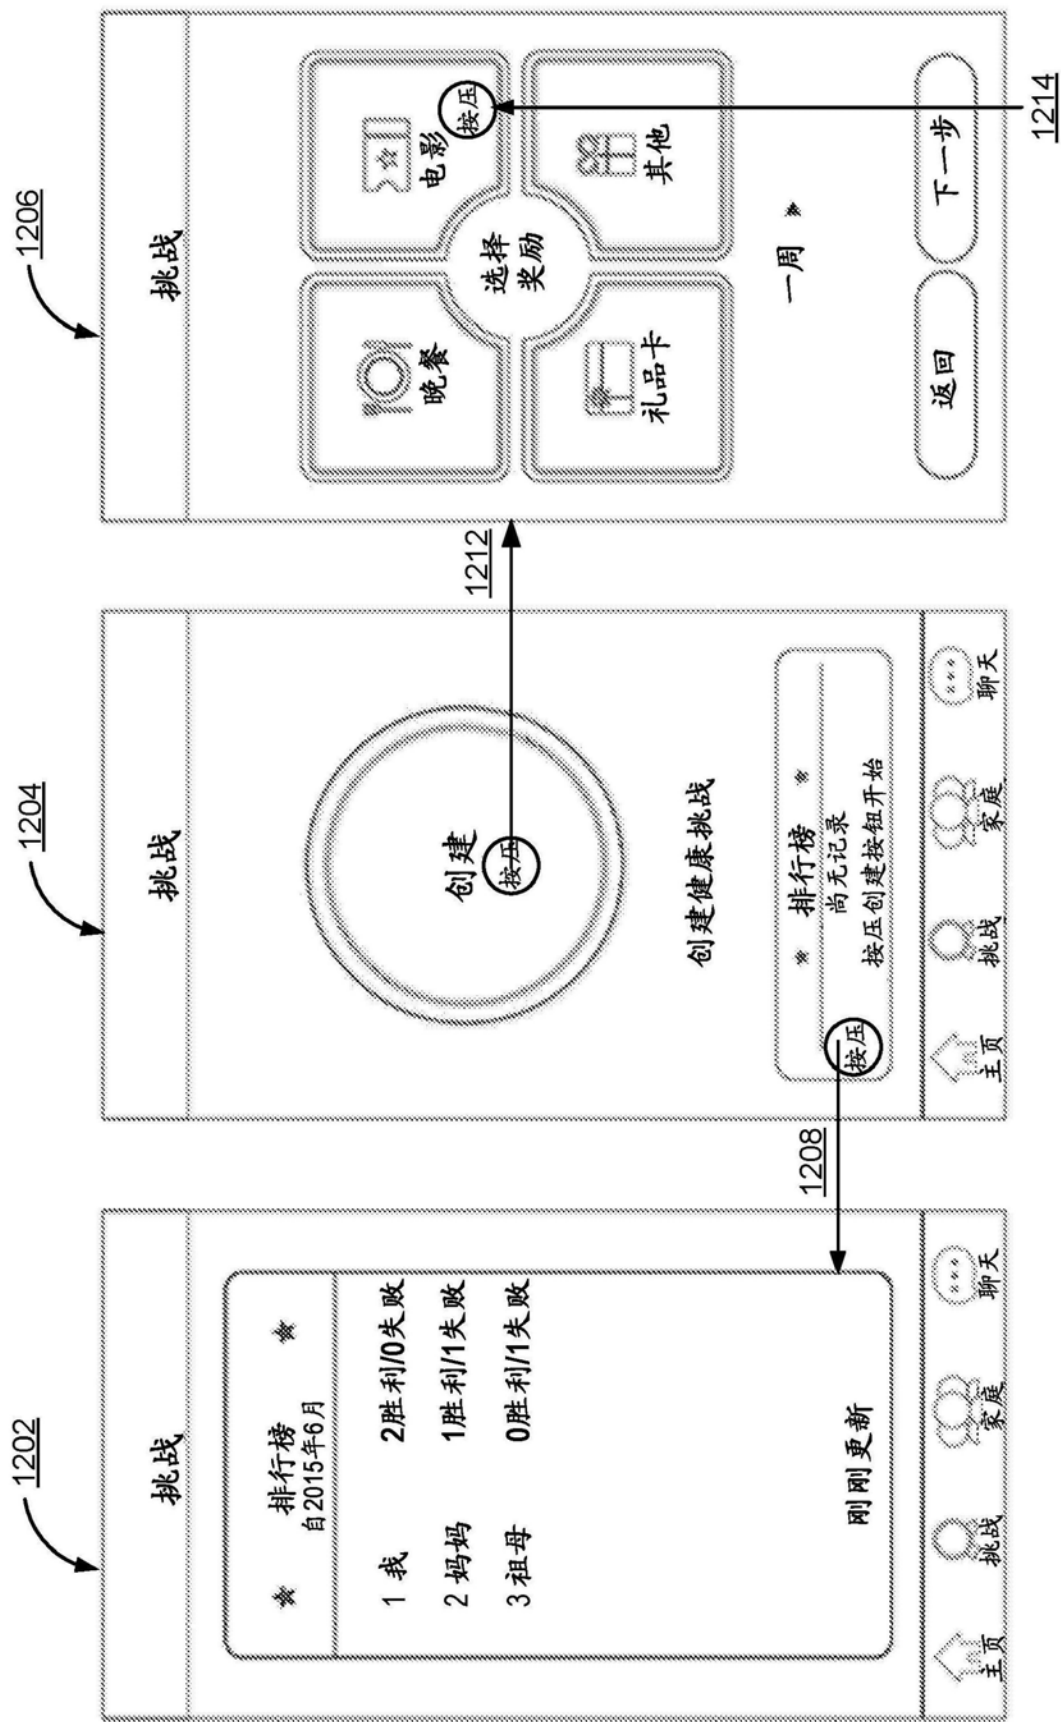 1202
挑战
排行榜
自2015年6月
1 我 2胜利/0失败
2 妈妈 1胜利/1失败
3 祖母 0胜利/1失败
刚刚更新
主页 挑战 家庭 聊天
1208
1204
挑战
创建
按压
创建健康挑战
排行榜
尚无记录
按压创建按钮开始
按压
主页 挑战 家庭 聊天
1212
1206
挑战
晚餐 电影
按压
选择
奖励
礼品卡 其他
一周
返回 下一步
1214